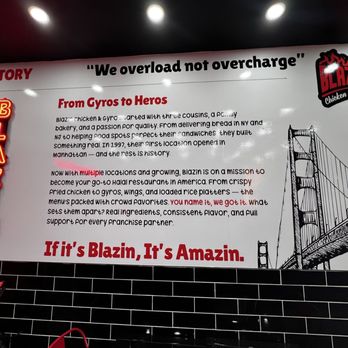 TORY
"We overload not overcharge"
BLA
Chicken
From Gyros to Heros
Blaz Chicken & Gyro started with three cousins, a family
bakery, and a passion for quality. From delivering bread in NY and
NJ to helping food spots perfect their sandwiches, they built
something real. In 1997, their first location opened in
Manhattan — and the rest is history.
Now with multiple locations and growing, Blazin is on a mission to
become your go-to Halal restaurant in America. From crispy
fried chicken to gyros, wings, and loaded rice platters — the
menu's packed with crowd favorites. You name it, we got it. What
sets them apart? Real ingredients, consistent flavor, and full
support for every franchise partner.
If it's Blazin, It's Amazin.
B